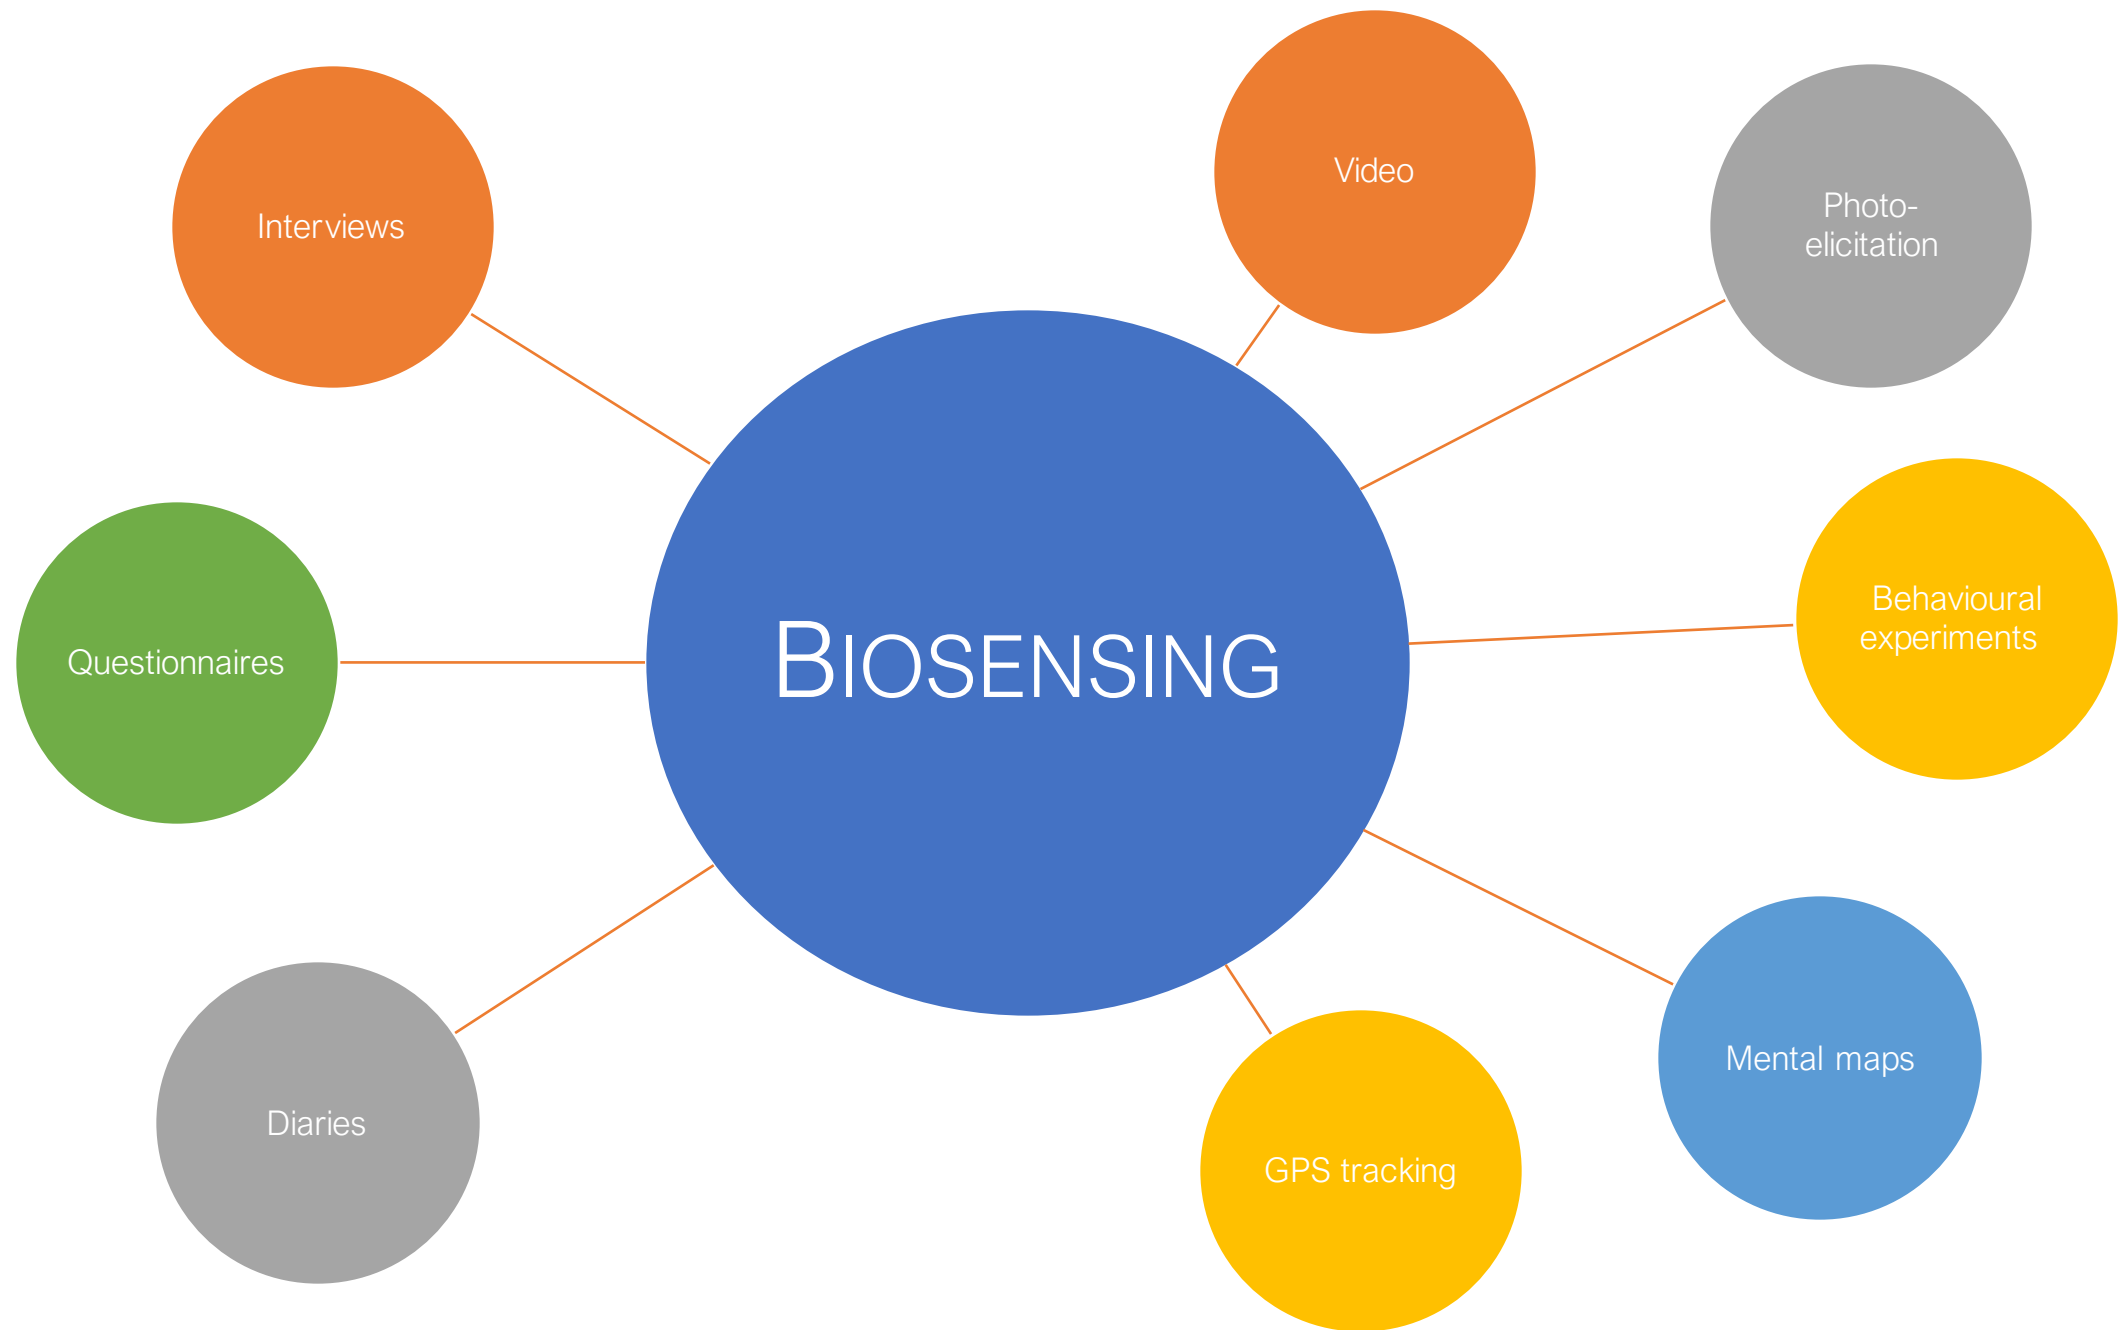 Video
Photo-
elicitation
Interviews
Behavioural
experiments
BIOSENSING
Questionnaires
Mental maps
Diaries
GPS tracking